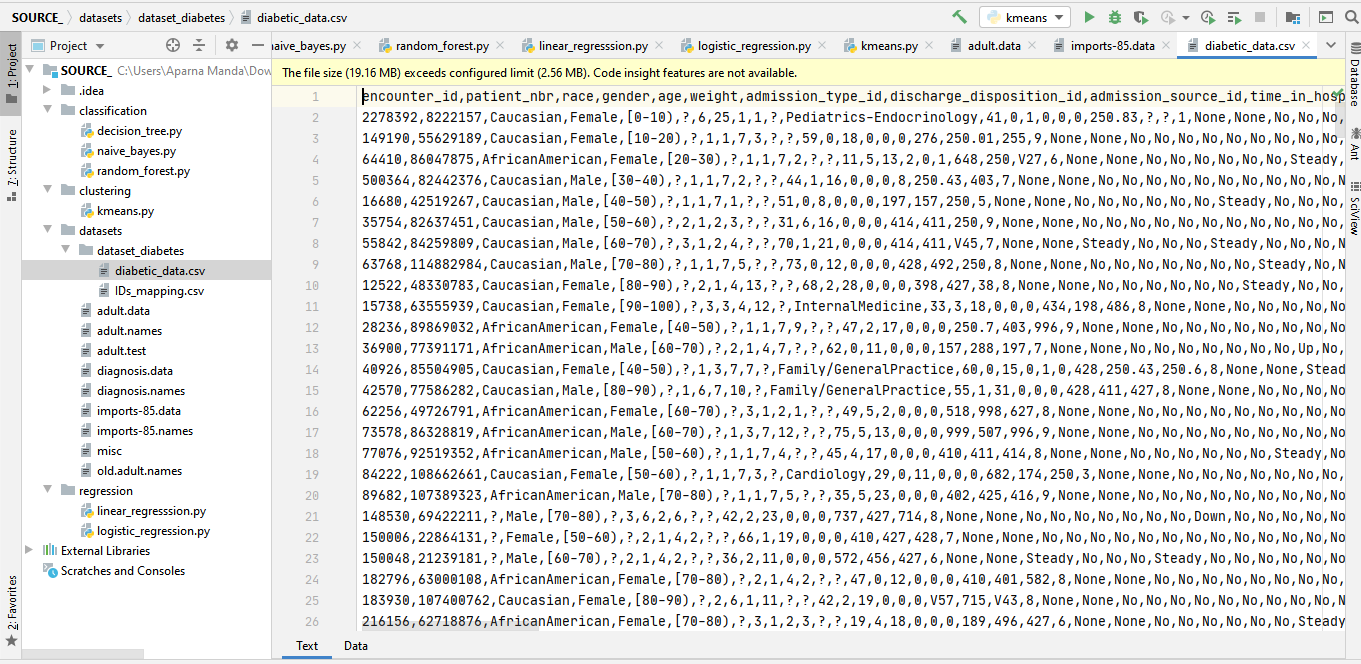 SOURCE_ datasets dataset_diabetes diabetic_data.csv
kmeans
Project
naive_bayes.py random_forest.py linear_regresssion.py logistic_regression.py kmeans.py adult.data imports-85.data diabetic_data.csv
1: Project
7: Structure
2: Favorites
SOURCE_ C:\Users\Aparna Manda\Dow
.idea
classification
decision_tree.py
naive_bayes.py
random_forest.py
clustering
kmeans.py
datasets
dataset_diabetes
diabetic_data.csv
IDs_mapping.csv
adult.data
adult.names
adult.test
diagnosis.data
diagnosis.names
imports-85.data
imports-85.names
misc
old.adult.names
regression
linear_regresssion.py
logistic_regression.py
External Libraries
Scratches and Consoles
The file size (19.16 MB) exceeds configured limit (2.56 MB). Code insight features are not available.
1 encounter_id,patient_nbr,race,gender,age,weight,admission_type_id,discharge_disposition_id,admission_source_id,time_in_hosp
2 2278392,8222157,Caucasian,Female,[0-10),?,6,25,1,1,?,Pediatrics-Endocrinology,41,0,1,0,0,0,250.83,?,?,1,None,None,No,No,No,
3 149190,55629189,Caucasian,Female,[10-20),?,1,1,7,3,?,?,59,0,18,0,0,0,276,250.01,255,9,None,None,No,No,No,No,No,No,No,No,No
4 64410,86047875,AfricanAmerican,Female,[20-30),?,1,1,7,2,?,?,11,5,13,2,0,1,648,250,V27,6,None,None,No,No,No,No,No,No,Steady,
5 500364,82442376,Caucasian,Male,[30-40),?,1,1,7,2,?,?,44,1,16,0,0,0,8,250.43,403,7,None,None,No,No,No,No,No,No,No,No,No,N
6 16680,42519267,Caucasian,Male,[40-50),?,1,1,7,1,?,?,51,0,8,0,0,0,197,157,250,5,None,None,No,No,No,No,No,No,Steady,No,No,No,
7 35754,82637451,Caucasian,Male,[50-60),?,2,1,2,3,?,?,31,6,16,0,0,0,414,411,250,9,None,None,No,No,No,No,No,No,No,No,No,No
8 55842,84259809,Caucasian,Male,[60-70),?,3,1,2,4,?,?,70,1,21,0,0,0,414,411,V45,7,None,None,Steady,No,No,No,Steady,No,No,No,N
9 63768,114882984,Caucasian,Male,[70-80),?,1,1,7,5,?,?,73,0,12,0,0,0,428,492,250,8,None,None,No,No,No,No,No,No,No,Steady,No,N
10 12522,48330783,Caucasian,Female,[80-90),?,2,1,4,13,?,?,68,2,28,0,0,0,398,427,38,8,None,None,No,No,No,No,No,No,Steady,No,No,
11 15738,63555939,Caucasian,Female,[90-100),?,3,3,4,12,?,InternalMedicine,33,3,18,0,0,0,434,198,486,8,None,None,No,No,No,No,No
12 28236,89869032,AfricanAmerican,Female,[40-50),?,1,1,7,9,?,?,47,2,17,0,0,0,250.7,403,996,9,None,None,No,No,No,No,No,No,No
13 36900,77391171,AfricanAmerican,Male,[60-70),?,2,1,4,7,?,?,62,0,11,0,0,0,157,288,197,7,None,None,No,No,No,No,No,No,Up,No,
14 40926,85504905,Caucasian,Female,[40-50),?,1,3,7,7,?,Family/GeneralPractice,60,0,15,0,1,0,428,250.43,250.6,8,None,None,Stead
15 42570,77586282,Caucasian,Male,[80-90),?,1,6,7,10,?,Family/GeneralPractice,55,1,31,0,0,0,428,411,427,8,None,None,No,No,No,No
16 62256,49726791,AfricanAmerican,Female,[60-70),?,3,1,2,1,?,?,49,5,2,0,0,0,518,998,627,8,None,None,No,No,No,No,No,No,No,No
17 73578,86328819,AfricanAmerican,Male,[60-70),?,1,3,7,12,?,?,75,5,13,0,0,0,999,507,996,9,None,None,No,No,No,No,No,No,No,No
18 77076,92519352,AfricanAmerican,Male,[50-60),?,1,1,7,4,?,?,45,4,17,0,0,0,410,411,414,8,None,None,No,No,No,No,No,Steady,No
19 84222,108662661,Caucasian,Female,[50-60),?,1,1,7,3,?,Cardiology,29,0,11,0,0,0,682,174,250,3,None,None,No,No,No,No,No,No,No
20 89682,107389323,AfricanAmerican,Male,[70-80),?,1,1,7,5,?,?,35,5,23,0,0,0,402,425,416,9,None,None,No,No,No,No,No,No,No,No
21 148530,69422211,?,Male,[70-80),?,3,6,2,6,?,?,42,2,23,0,0,0,737,427,714,8,None,None,No,No,No,No,No,No,Down,No,No,No,No,No
22 150006,22864131,?,Female,[50-60),?,2,1,4,2,?,?,66,1,19,0,0,0,410,427,428,7,None,None,No,No,No,No,No,No,No,No,No,No,No
23 150048,21239181,?,Male,[60-70),?,2,1,4,2,?,?,36,2,11,0,0,0,572,456,427,6,None,None,Steady,No,No,No,Steady,No,No,No,No,No
24 182796,63000108,AfricanAmerican,Female,[70-80),?,2,1,4,2,?,?,47,0,12,0,0,0,410,401,582,8,None,None,No,No,No,No,No,No,No,
25 183930,107400762,Caucasian,Female,[80-90),?,2,6,1,11,?,?,42,2,19,0,0,0,V57,715,V43,8,None,None,No,No,No,No,No,No,No,No,N
26 216156,62718876,AfricanAmerican,Female,[70-80),?,3,1,2,3,?,?,19,4,18,0,0,0,189,496,427,6,None,None,No,No,No,No,No,Steady
Text Data
Database
Ant
SciView